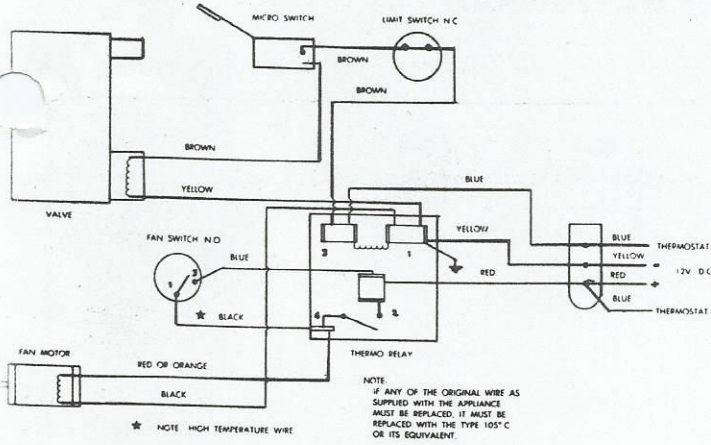 MICRO SWITCH
LIMIT SWITCH N C
BROWN
BROWN
BROWN
YELLOW
VALVE
BLUE
FAN SWITCH N O
3
1
YELLOW
BLUE
THERMOSTAT
BLUE
YELLOW
-
12V D C
RED
RED
+
3
1
BLUE
THERMOSTAT
★ BLACK
4
2
THERMO RELAY
FAN MOTOR
RED OR ORANGE
BLACK
NOTE
IF ANY OF THE ORIGINAL WIRE AS
SUPPLIED WITH THE APPLIANCE
MUST BE REPLACED, IT MUST BE
REPLACED WITH THE TYPE 105° C
OR ITS EQUIVALENT.
★ NOTE HIGH TEMPERATURE WIRE